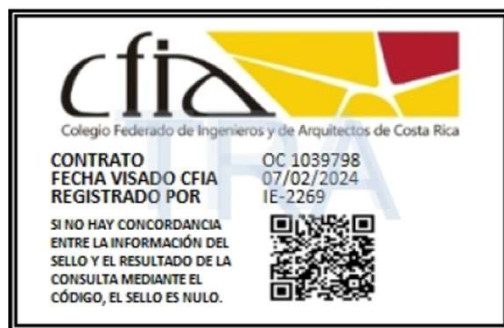 cfia
Colegio Federado de Ingenieros y de Arquitectos de Costa Rica
CONTRATO OC 1039798
FECHA VISADO CFIA 07/02/2024
REGISTRADO POR IE-2269
SI NO HAY CONCORDANCIA
ENTRE LA INFORMACIÓN DEL
SELLO Y EL RESULTADO DE LA
CONSULTA MEDIANTE EL
CÓDIGO, EL SELLO ES NULO.
TRA